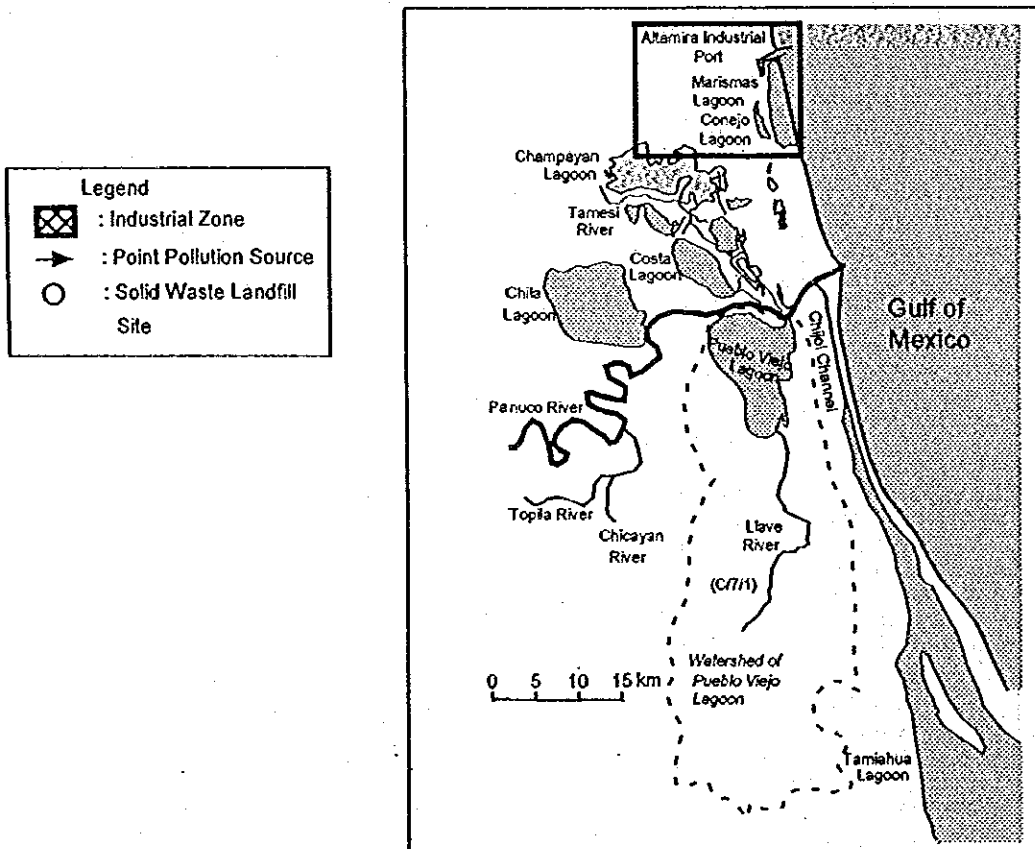 Altamira Industrial
Port
Marismas
Lagoon
Conejo
Lagoon
Champayan
Lagoon
Tamesi
River
Costa
Lagoon
Chila
Lagoon
Gulf of
Mexico
Pueblo Viejo
Lagoon
Chijol Channel
Panuco River
Topila River
Chicayan
River
Llave
River
(C/7/1)
Watershed of
Pueblo Viejo
Lagoon
0 5 10 15 km
Tamiahua
Lagoon
Legend
: Industrial Zone
: Point Pollution Source
: Solid Waste Landfill
Site